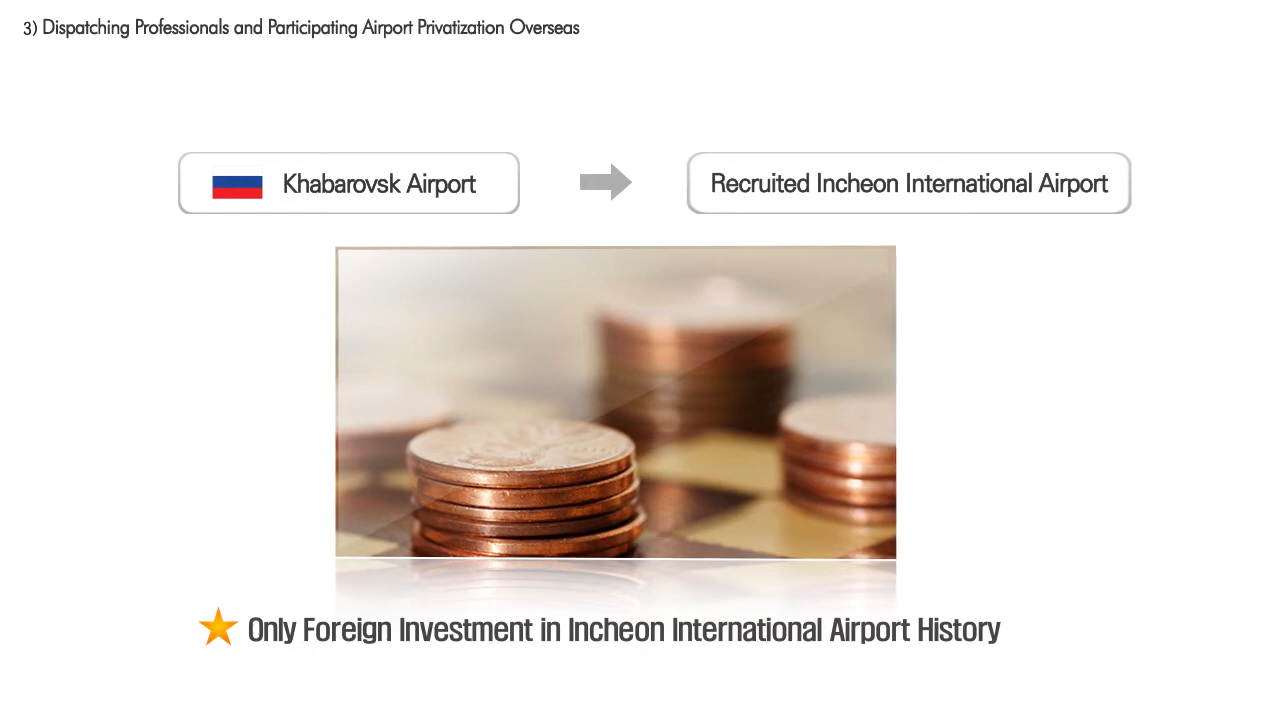 3) Dispatching Professionals and Participating Airport Privatization Overseas
Khabarovsk Airport
Recruited Incheon International Airport
Only Foreign Investment in Incheon International Airport History